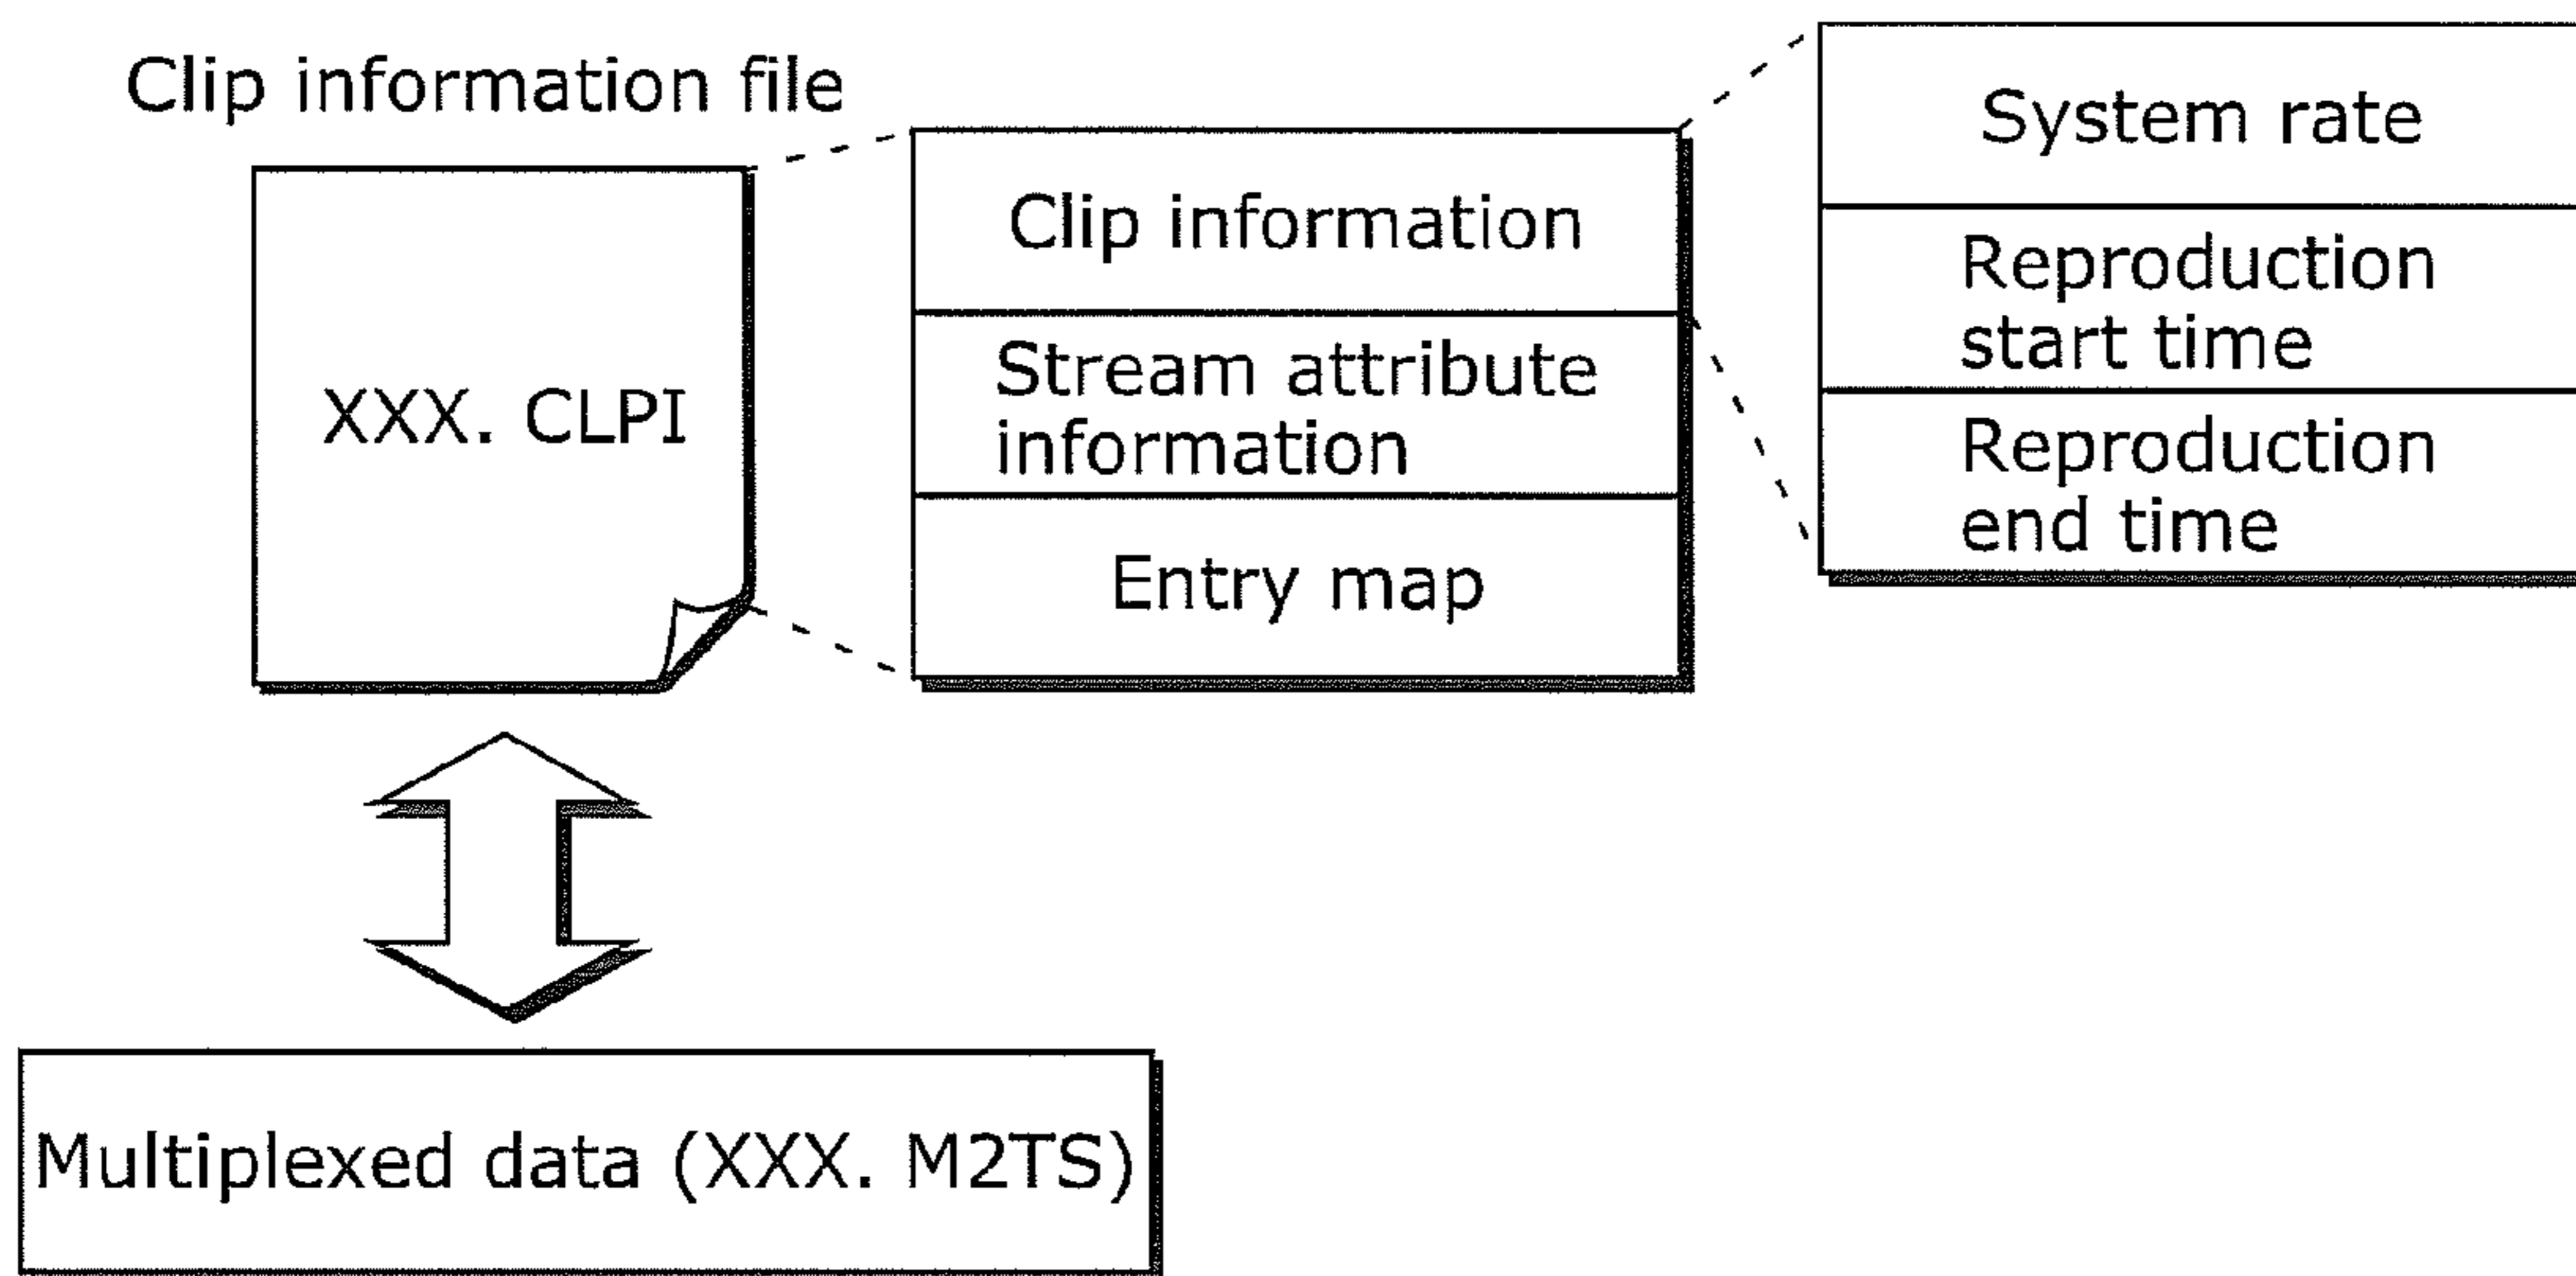 Clip information file
XXX. CLPI
Clip information
Stream attribute
information
Entry map
System rate
Reproduction
start time
Reproduction
end time
Multiplexed data (XXX. M2TS)